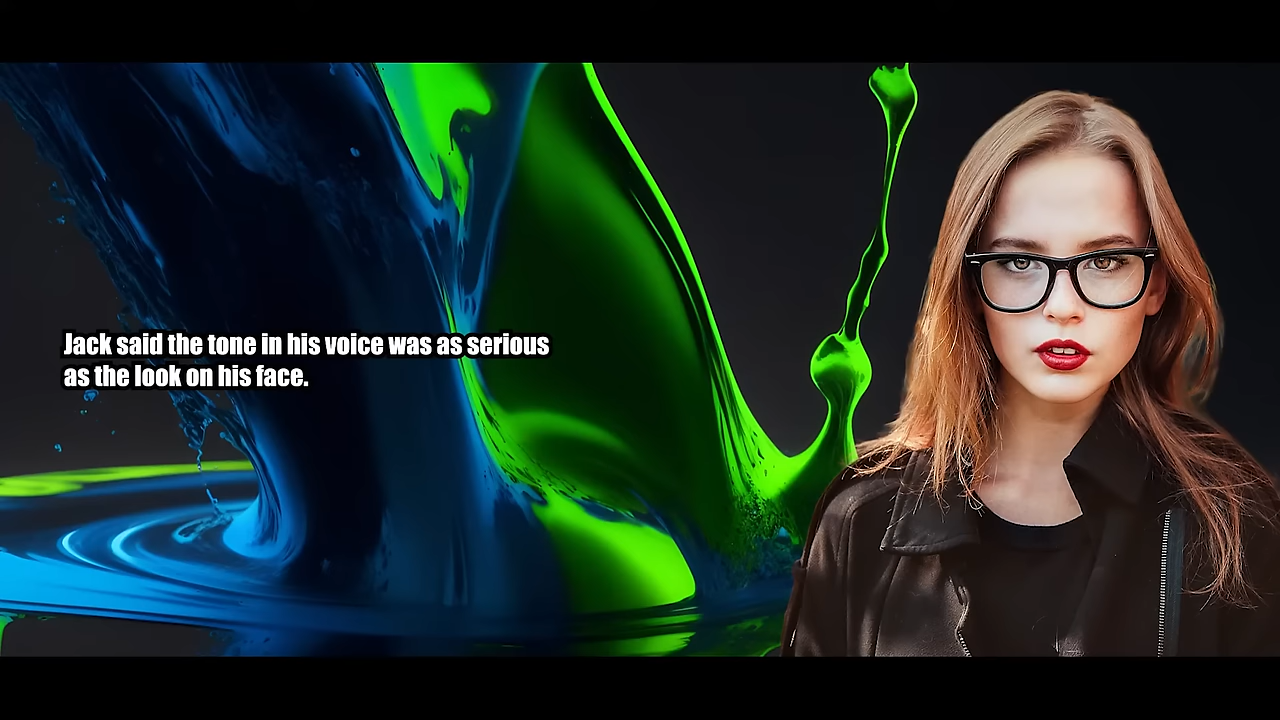 Jack said the tone in his voice was as serious
as the look on his face.